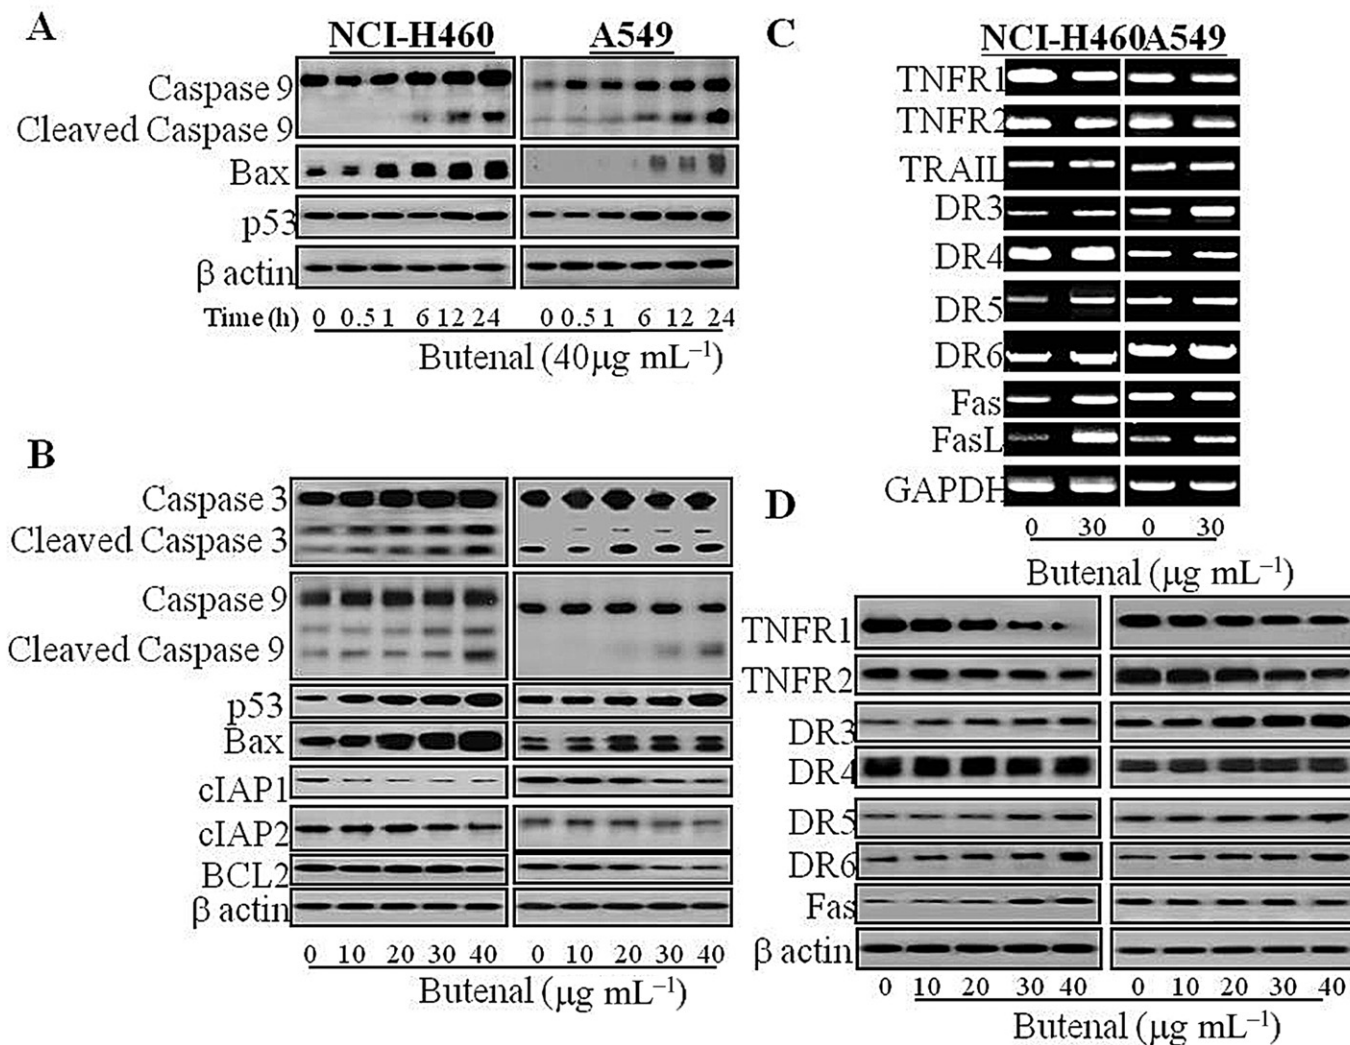 A
NCI-H460 A549
Caspase 9
Cleaved Caspase 9
Bax
p53
β actin
Time (h) 0 0.5 1 6 12 24 0 0.5 1 6 12 24
Butenal (40μg mL⁻¹)
B
Caspase 3
Cleaved Caspase 3
Caspase 9
Cleaved Caspase 9
p53
Bax
cIAP1
cIAP2
BCL2
β actin
0 10 20 30 40 0 10 20 30 40
Butenal (μg mL⁻¹)
C
NCI-H460 A549
TNFR1
TNFR2
TRAIL
DR3
DR4
DR5
DR6
Fas
FasL
GAPDH
0 30 0 30
Butenal (μg mL⁻¹)
D
TNFR1
TNFR2
DR3
DR4
DR5
DR6
Fas
β actin
0 10 20 30 40 0 10 20 30 40
Butenal (μg mL⁻¹)